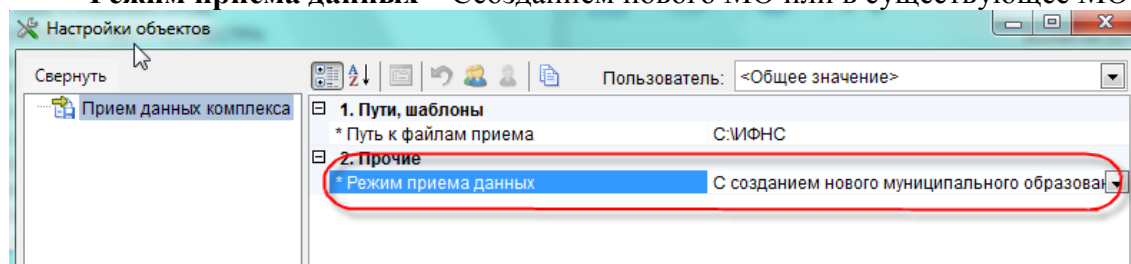 Режим приема данных – Ссозданием нового МО или в существующее МО
Настройки объектов
Свернуть
Пользователь: <Общее значение>
Прием данных комплекса
1. Пути, шаблоны
* Путь к файлам приема C:\ИФНС
2. Прочие
* Режим приема данных С созданием нового муниципального образован